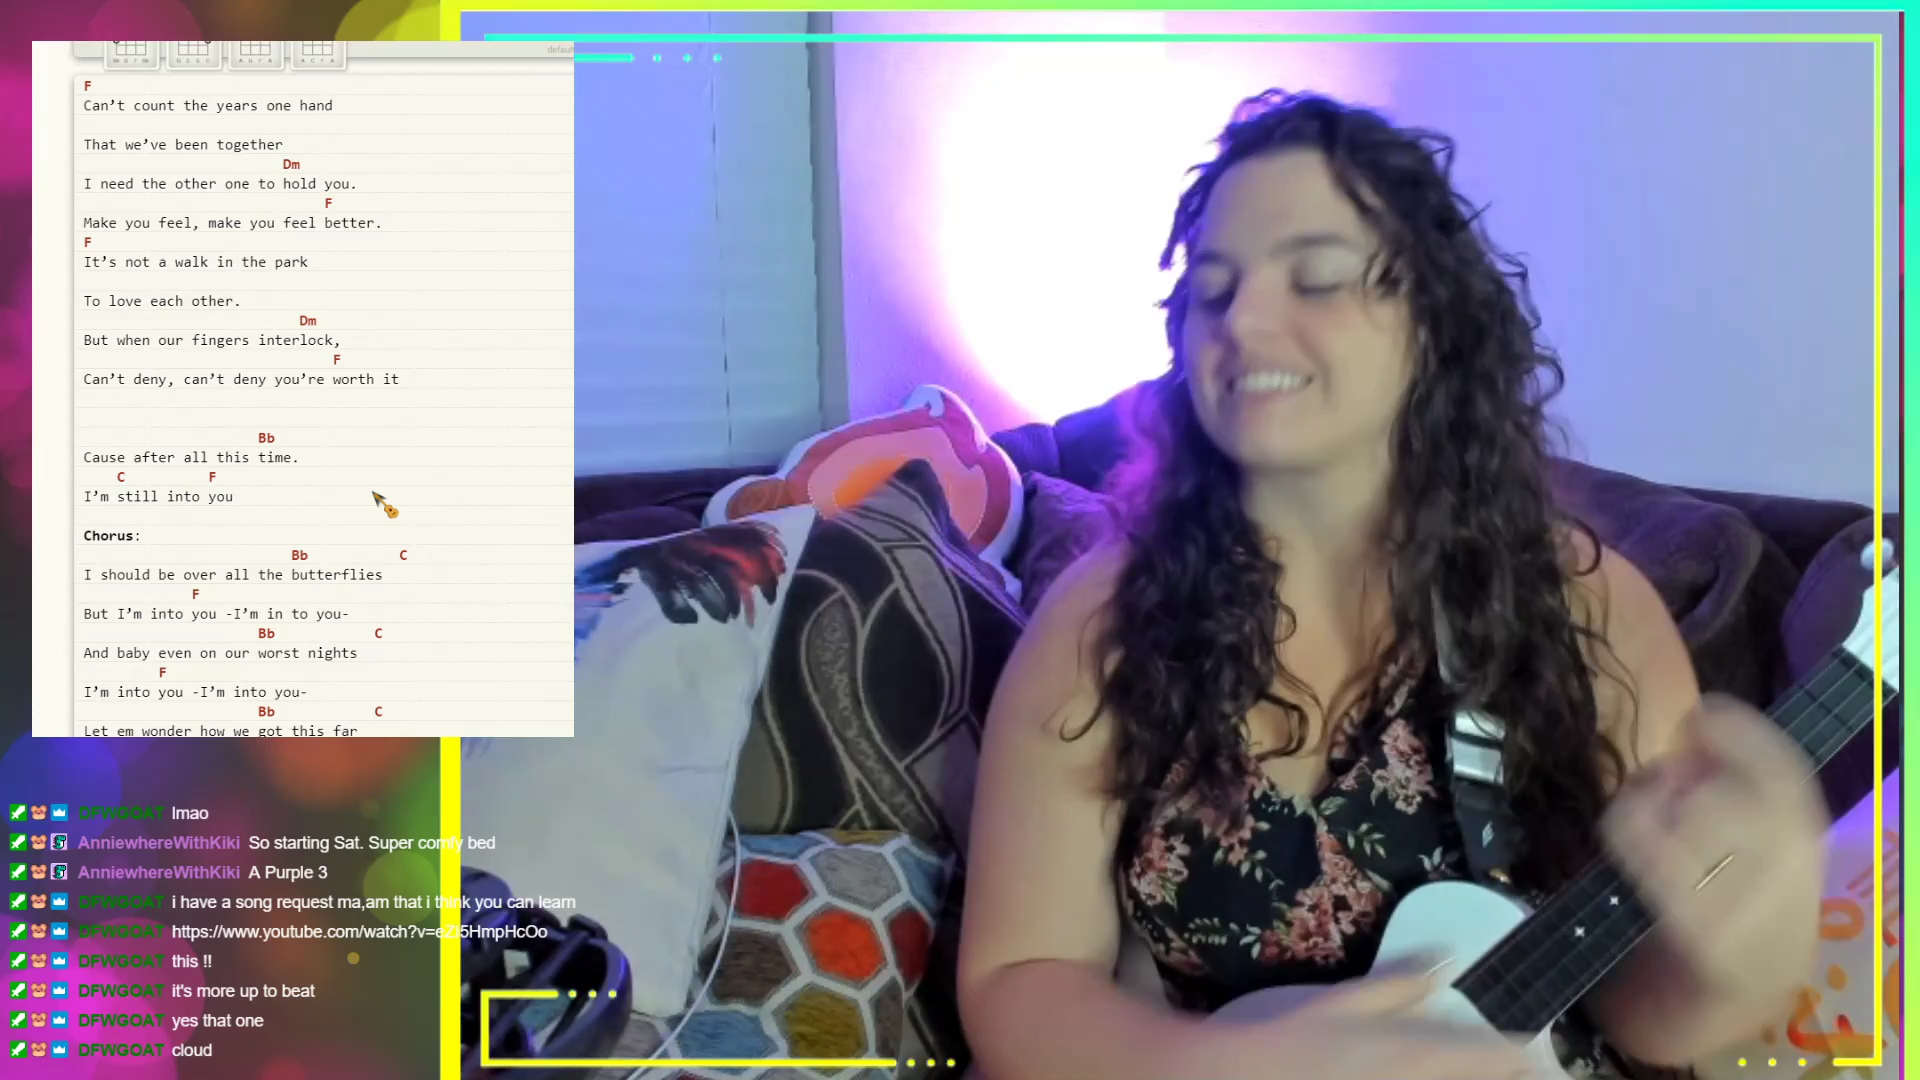 default
F
Can't count the years one hand
That we've been together
Dm
I need the other one to hold you.
F
Make you feel, make you feel better.
F
It's not a walk in the park
To love each other.
Dm
But when our fingers interlock,
F
Can't deny, can't deny you're worth it
Bb
Cause after all this time.
C F
I'm still into you
Chorus:
Bb C
I should be over all the butterflies
F
But I'm into you -I'm in to you-
Bb C
And baby even on our worst nights
F
I'm into you -I'm into you-
Bb C
Let em wonder how we got this far
DFWGOAT lmao
AnniewhereWithKiki So starting Sat. Super comfy bed
AnniewhereWithKiki A Purple 3
DFWGOAT i have a song request ma,am that i think you can learn
DFWGOAT https://www.youtube.com/watch?v=eZI5HmpHcOo
DFWGOAT this !!
DFWGOAT it's more up to beat
DFWGOAT yes that one
DFWGOAT cloud